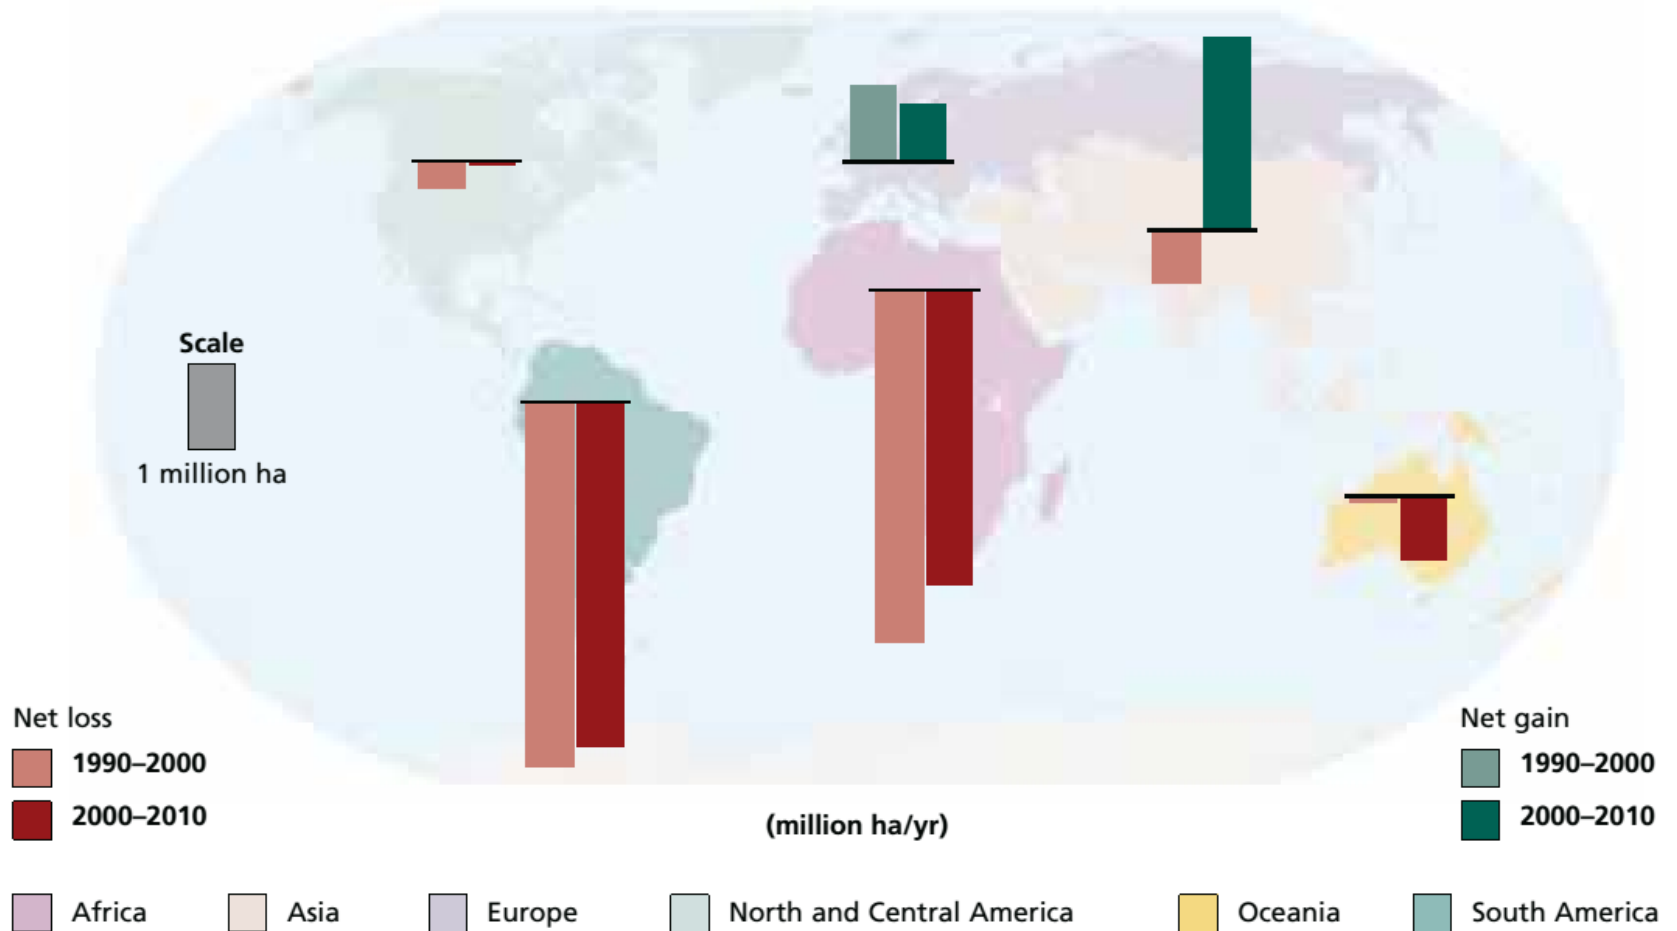 Scale
1 million ha
Net loss
1990–2000
2000–2010
(million ha/yr)
Net gain
1990–2000
2000–2010
Africa
Asia
Europe
North and Central America
Oceania
South America